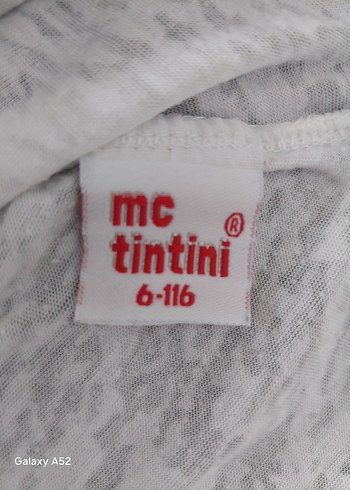 mc
tintini ®
6-116
Galaxy A52